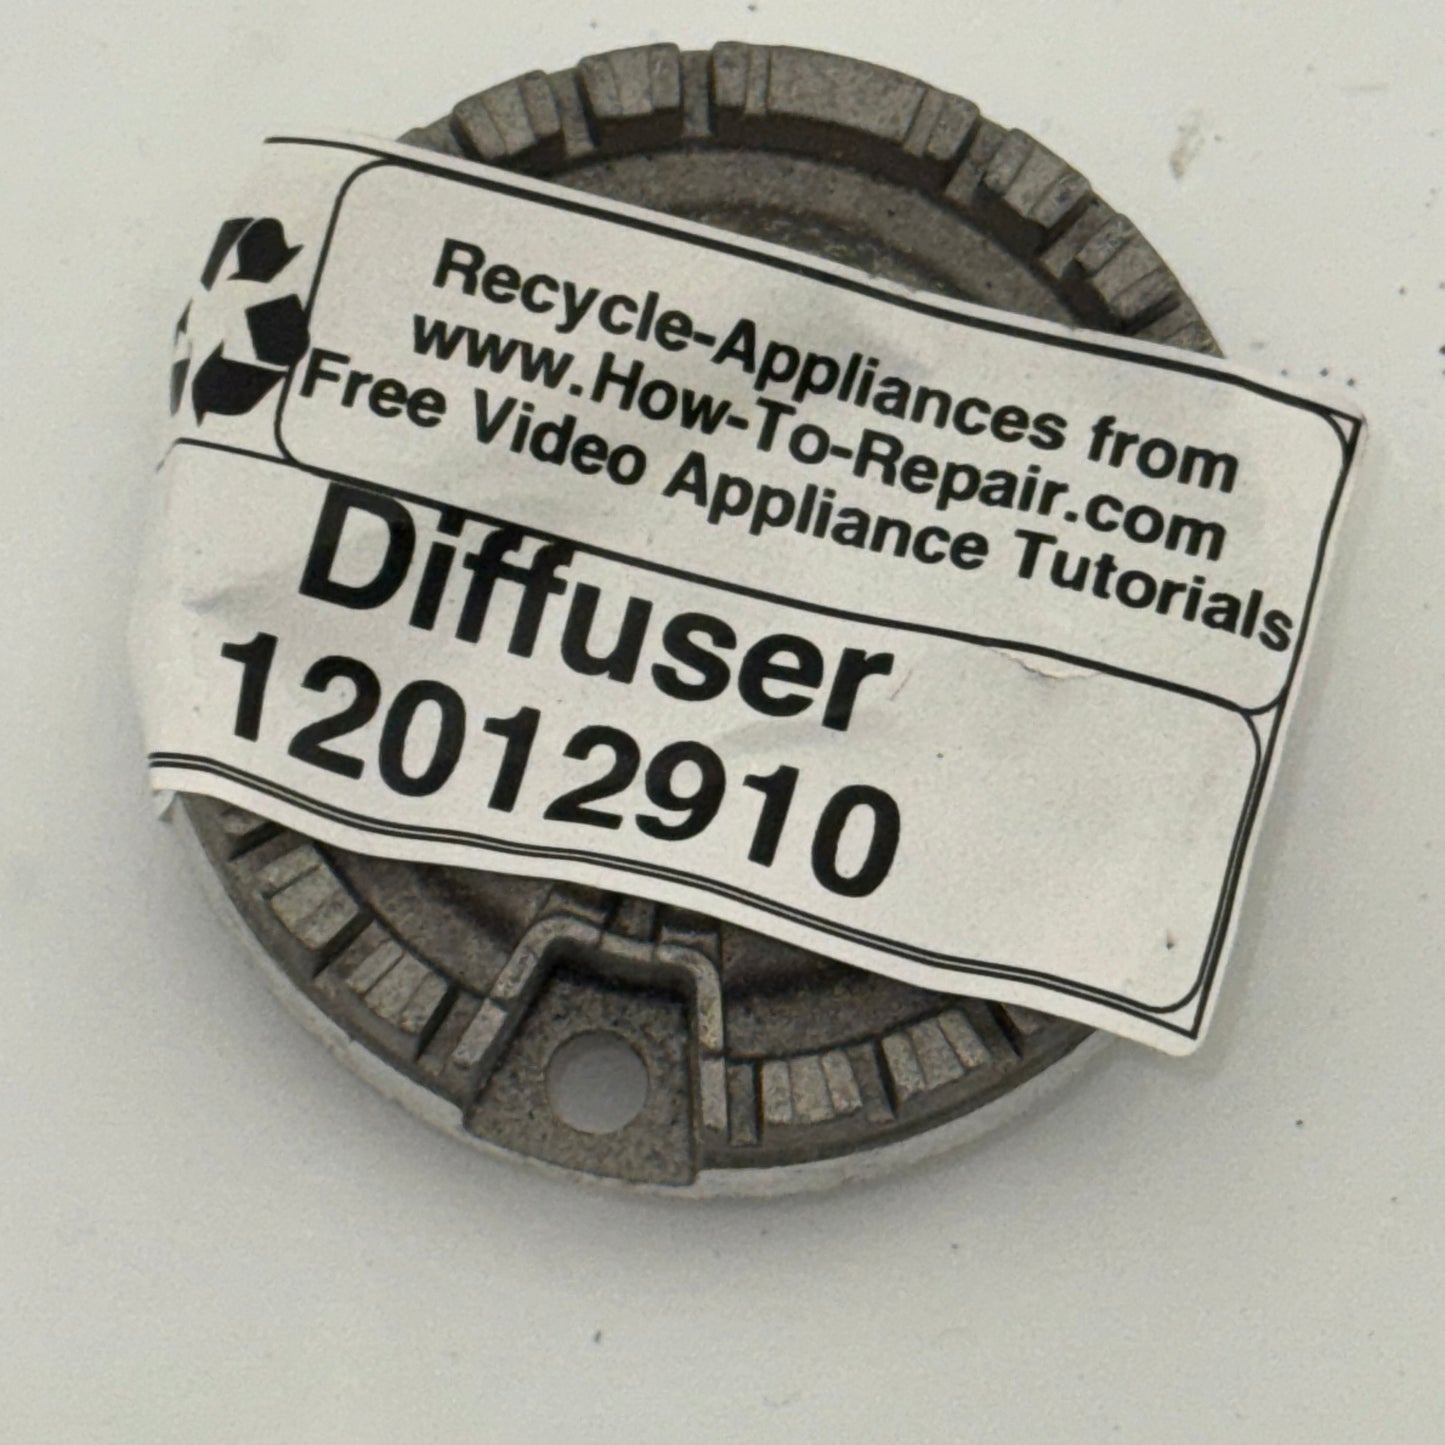 Recycle-Appliances from
www.How-To-Repair.com
Free Video Appliance Tutorials
Diffuser
12012910